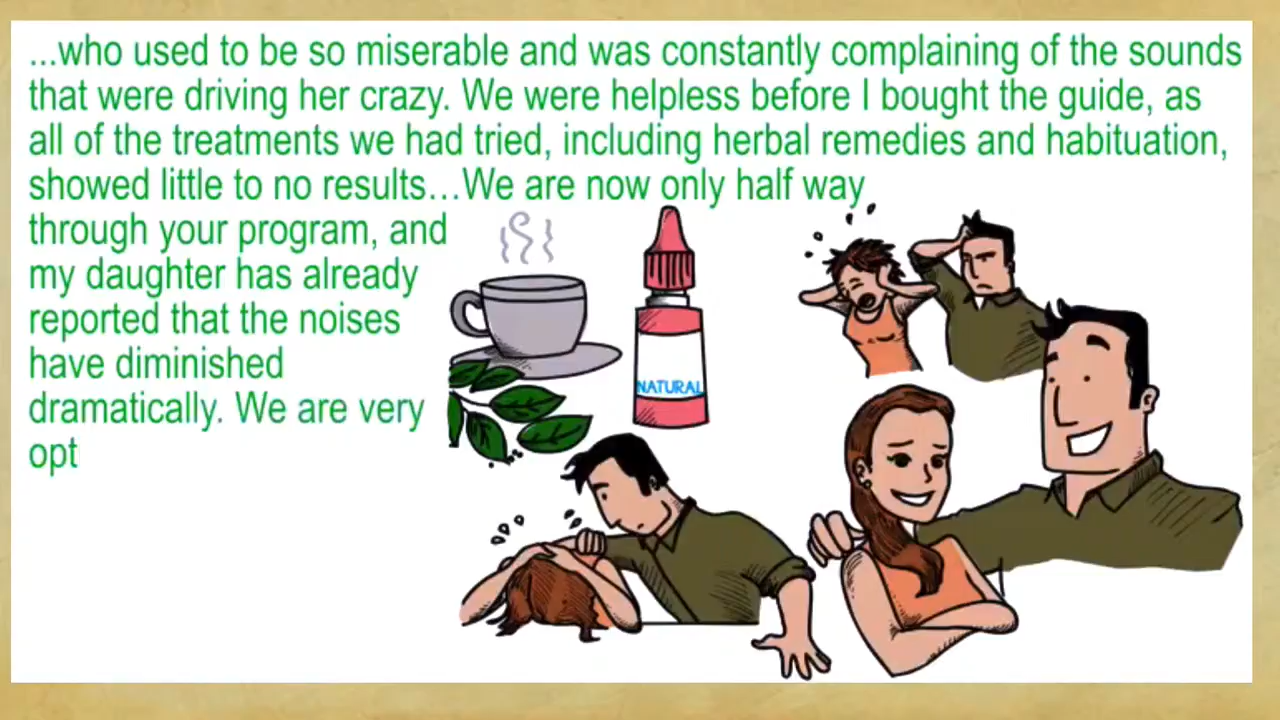 ...who used to be so miserable and was constantly complaining of the sounds
that were driving her crazy. We were helpless before I bought the guide, as
all of the treatments we had tried, including herbal remedies and habituation,
showed little to no results...We are now only half way
through your program, and
my daughter has already
reported that the noises
have diminished
dramatically. We are very
opt
NATURAL